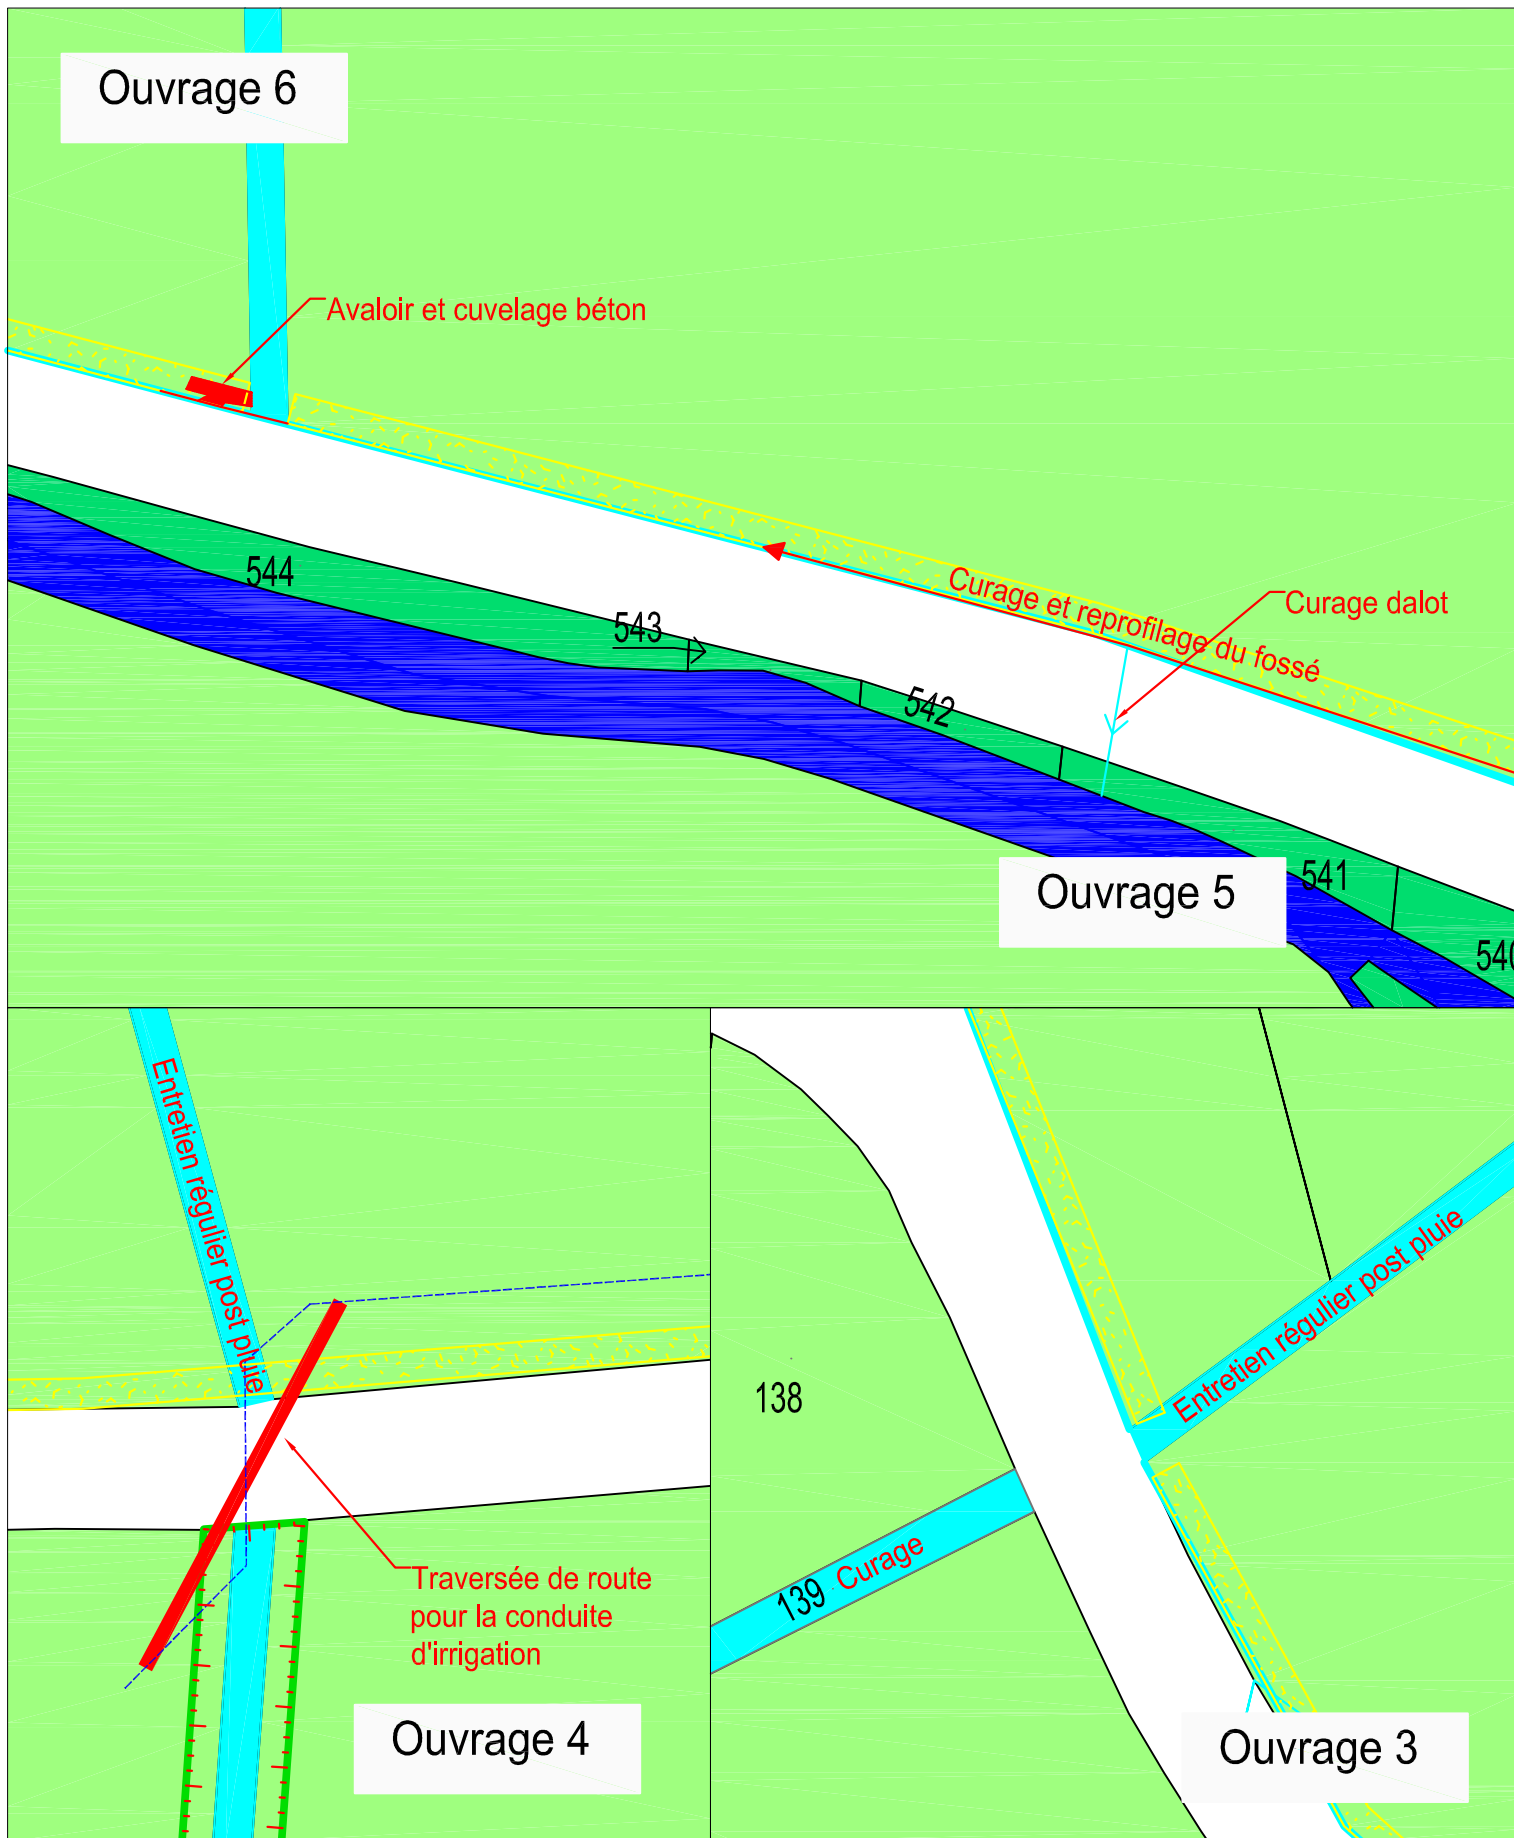 Ouvrage 6
Avaloir et cuvelage béton
544
543
Curage et reprofilage du fossé
Curage dalot
542
541
Ouvrage 5
540
Entretien régulier post pluie
Traversée de route
pour la conduite
d'irrigation
Ouvrage 4
Entretien régulier post pluie
138
139 Curage
Ouvrage 3